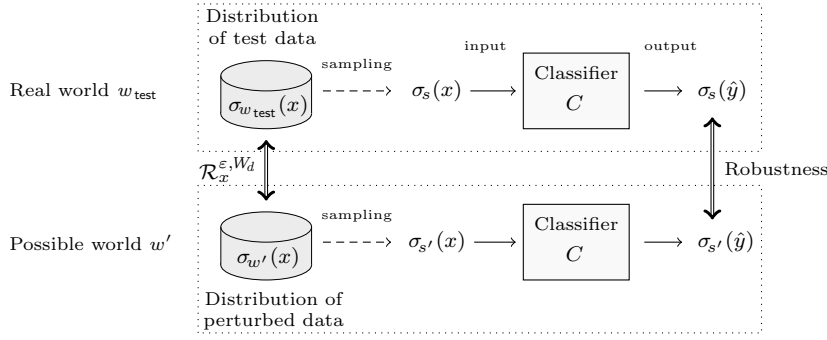 Distribution
of test data
sampling
input
output
Real world w_test
σ_{w_test}(x)
σ_s(x)
Classifier
C
σ_s(ŷ)
R_x^{ε,W_d}
Robustness
sampling
Possible world w′
σ_{w′}(x)
σ_{s′}(x)
Classifier
C
σ_{s′}(ŷ)
Distribution of
perturbed data